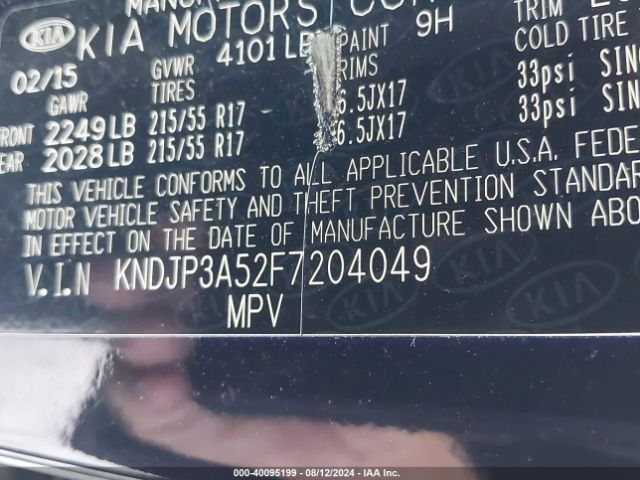 KIA KIA MOTORS
02/15 GVWR 4101 LB PAINT 9H TRIM
GAWR TIRES RIMS COLD TIRE
FRONT 2249 LB 215/55 R17 6.5JX17 33psi
2028 LB 215/55 R17 6.5JX17 33psi
THIS VEHICLE CONFORMS TO ALL APPLICABLE U.S.A. FEDE
MOTOR VEHICLE SAFETY AND THEFT PREVENTION STANDAR
IN EFFECT ON THE DATE OF MANUFACTURE SHOWN ABO
V.I.N KNDJP3A52F7204049
MPV
000-40095199 - 08/12/2024 - IAA Inc.